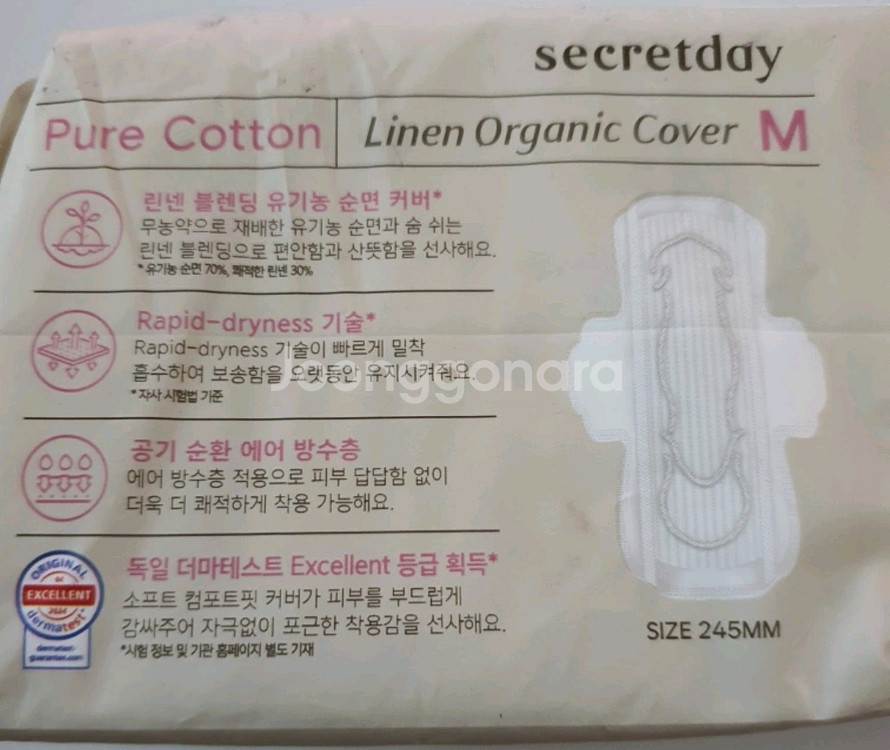 secretday
Pure Cotton Linen Organic Cover M
린넨 블렌딩 유기농 순면 커버*
무농약으로 재배한 유기농 순면과 숨 쉬는
린넨 블렌딩으로 편안함과 산뜻함을 선사해요.
* 유기농 순면 70%, 쾌적한 린넨 30%
Rapid-dryness 기술*
Rapid-dryness 기술이 빠르게 밀착
흡수하여 보송함을 오랫동안 유지시켜줘요.
* 자사 시험법 기준
Joonggonara
공기 순환 에어 방수층
에어 방수층 적용으로 피부 답답함 없이
더욱 더 쾌적하게 착용 가능해요.
독일 더마테스트 Excellent 등급 획득*
소프트 컴포트핏 커버가 피부를 부드럽게
감싸주어 자극없이 포근한 착용감을 선사해요.
*시험 정보 및 기관 홈페이지 별도 기재
ORIGINAL
EXCELLENT
2024
dermatest
dermatest-
guarantee.com
SIZE 245MM